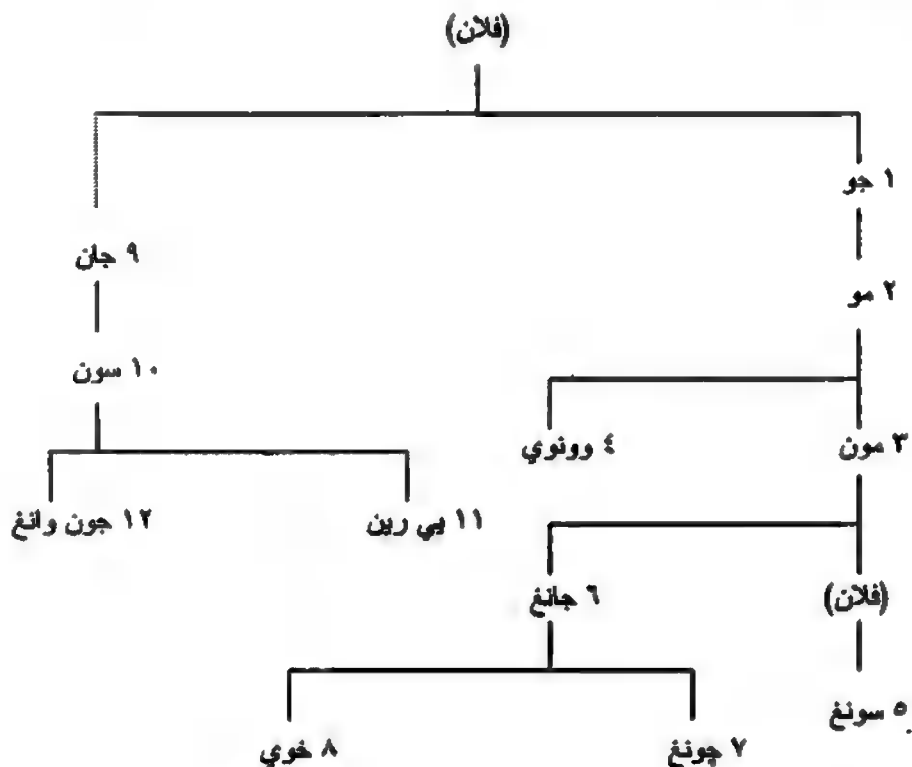 (فلان)
١ جو
٩ جان
٢ مو
١٠ سون
٣ مون
٤ وونوي
١١ يي رين
١٢ جون وانغ
(فلان)
٦ جانغ
٥ سونغ
٧ جونغ
٨ خوي